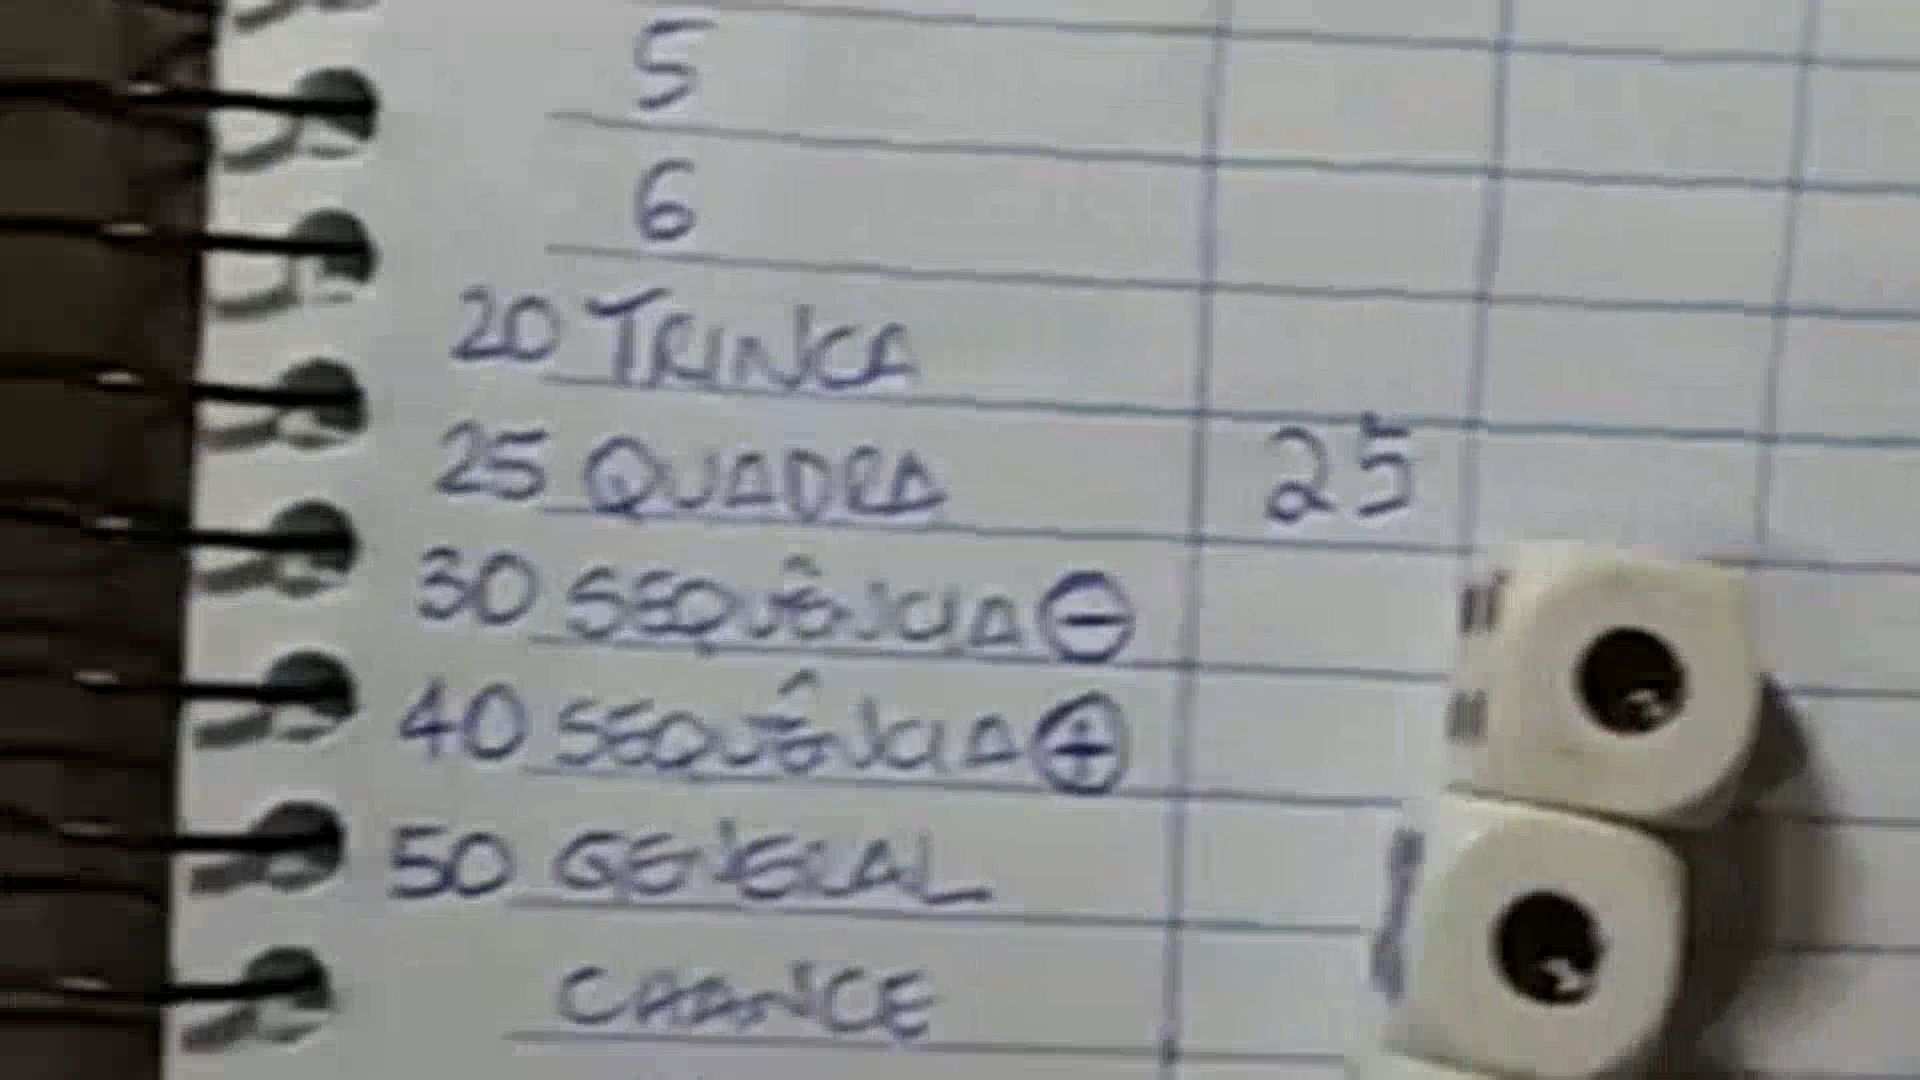 5
6
20 TRINCA
25 QUADRA 25
30 SEQUÊNCIA ⊖
40 SEQUÊNCIA ⊕
50 GENERAL
CHANCE